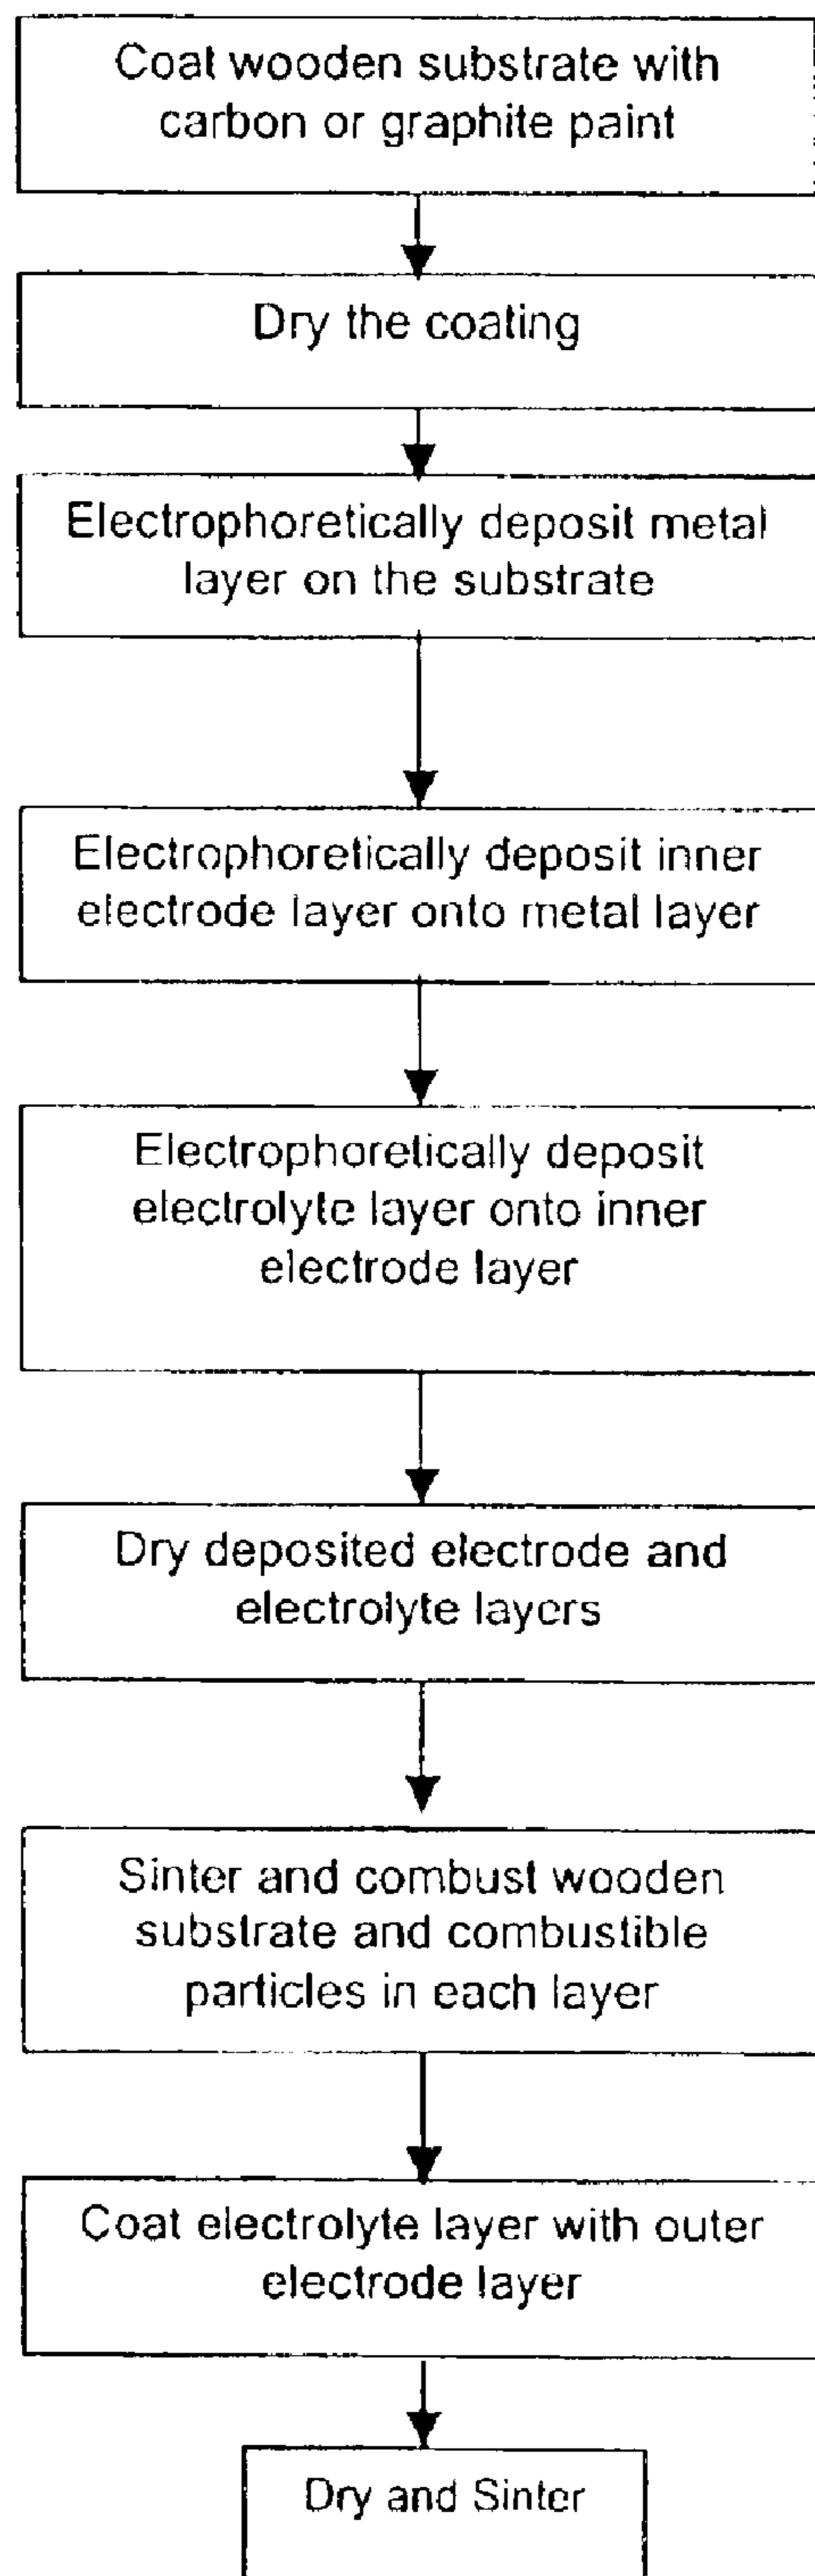 Coat wooden substrate with
carbon or graphite paint
Dry the coating
Electrophoretically deposit metal
layer on the substrate
Electrophoretically deposit inner
electrode layer onto metal layer
Electrophoretically deposit
electrolyte layer onto inner
electrode layer
Dry deposited electrode and
electrolyte layers
Sinter and combust wooden
substrate and combustible
particles in each layer
Coat electrolyte layer with outer
electrode layer
Dry and Sinter